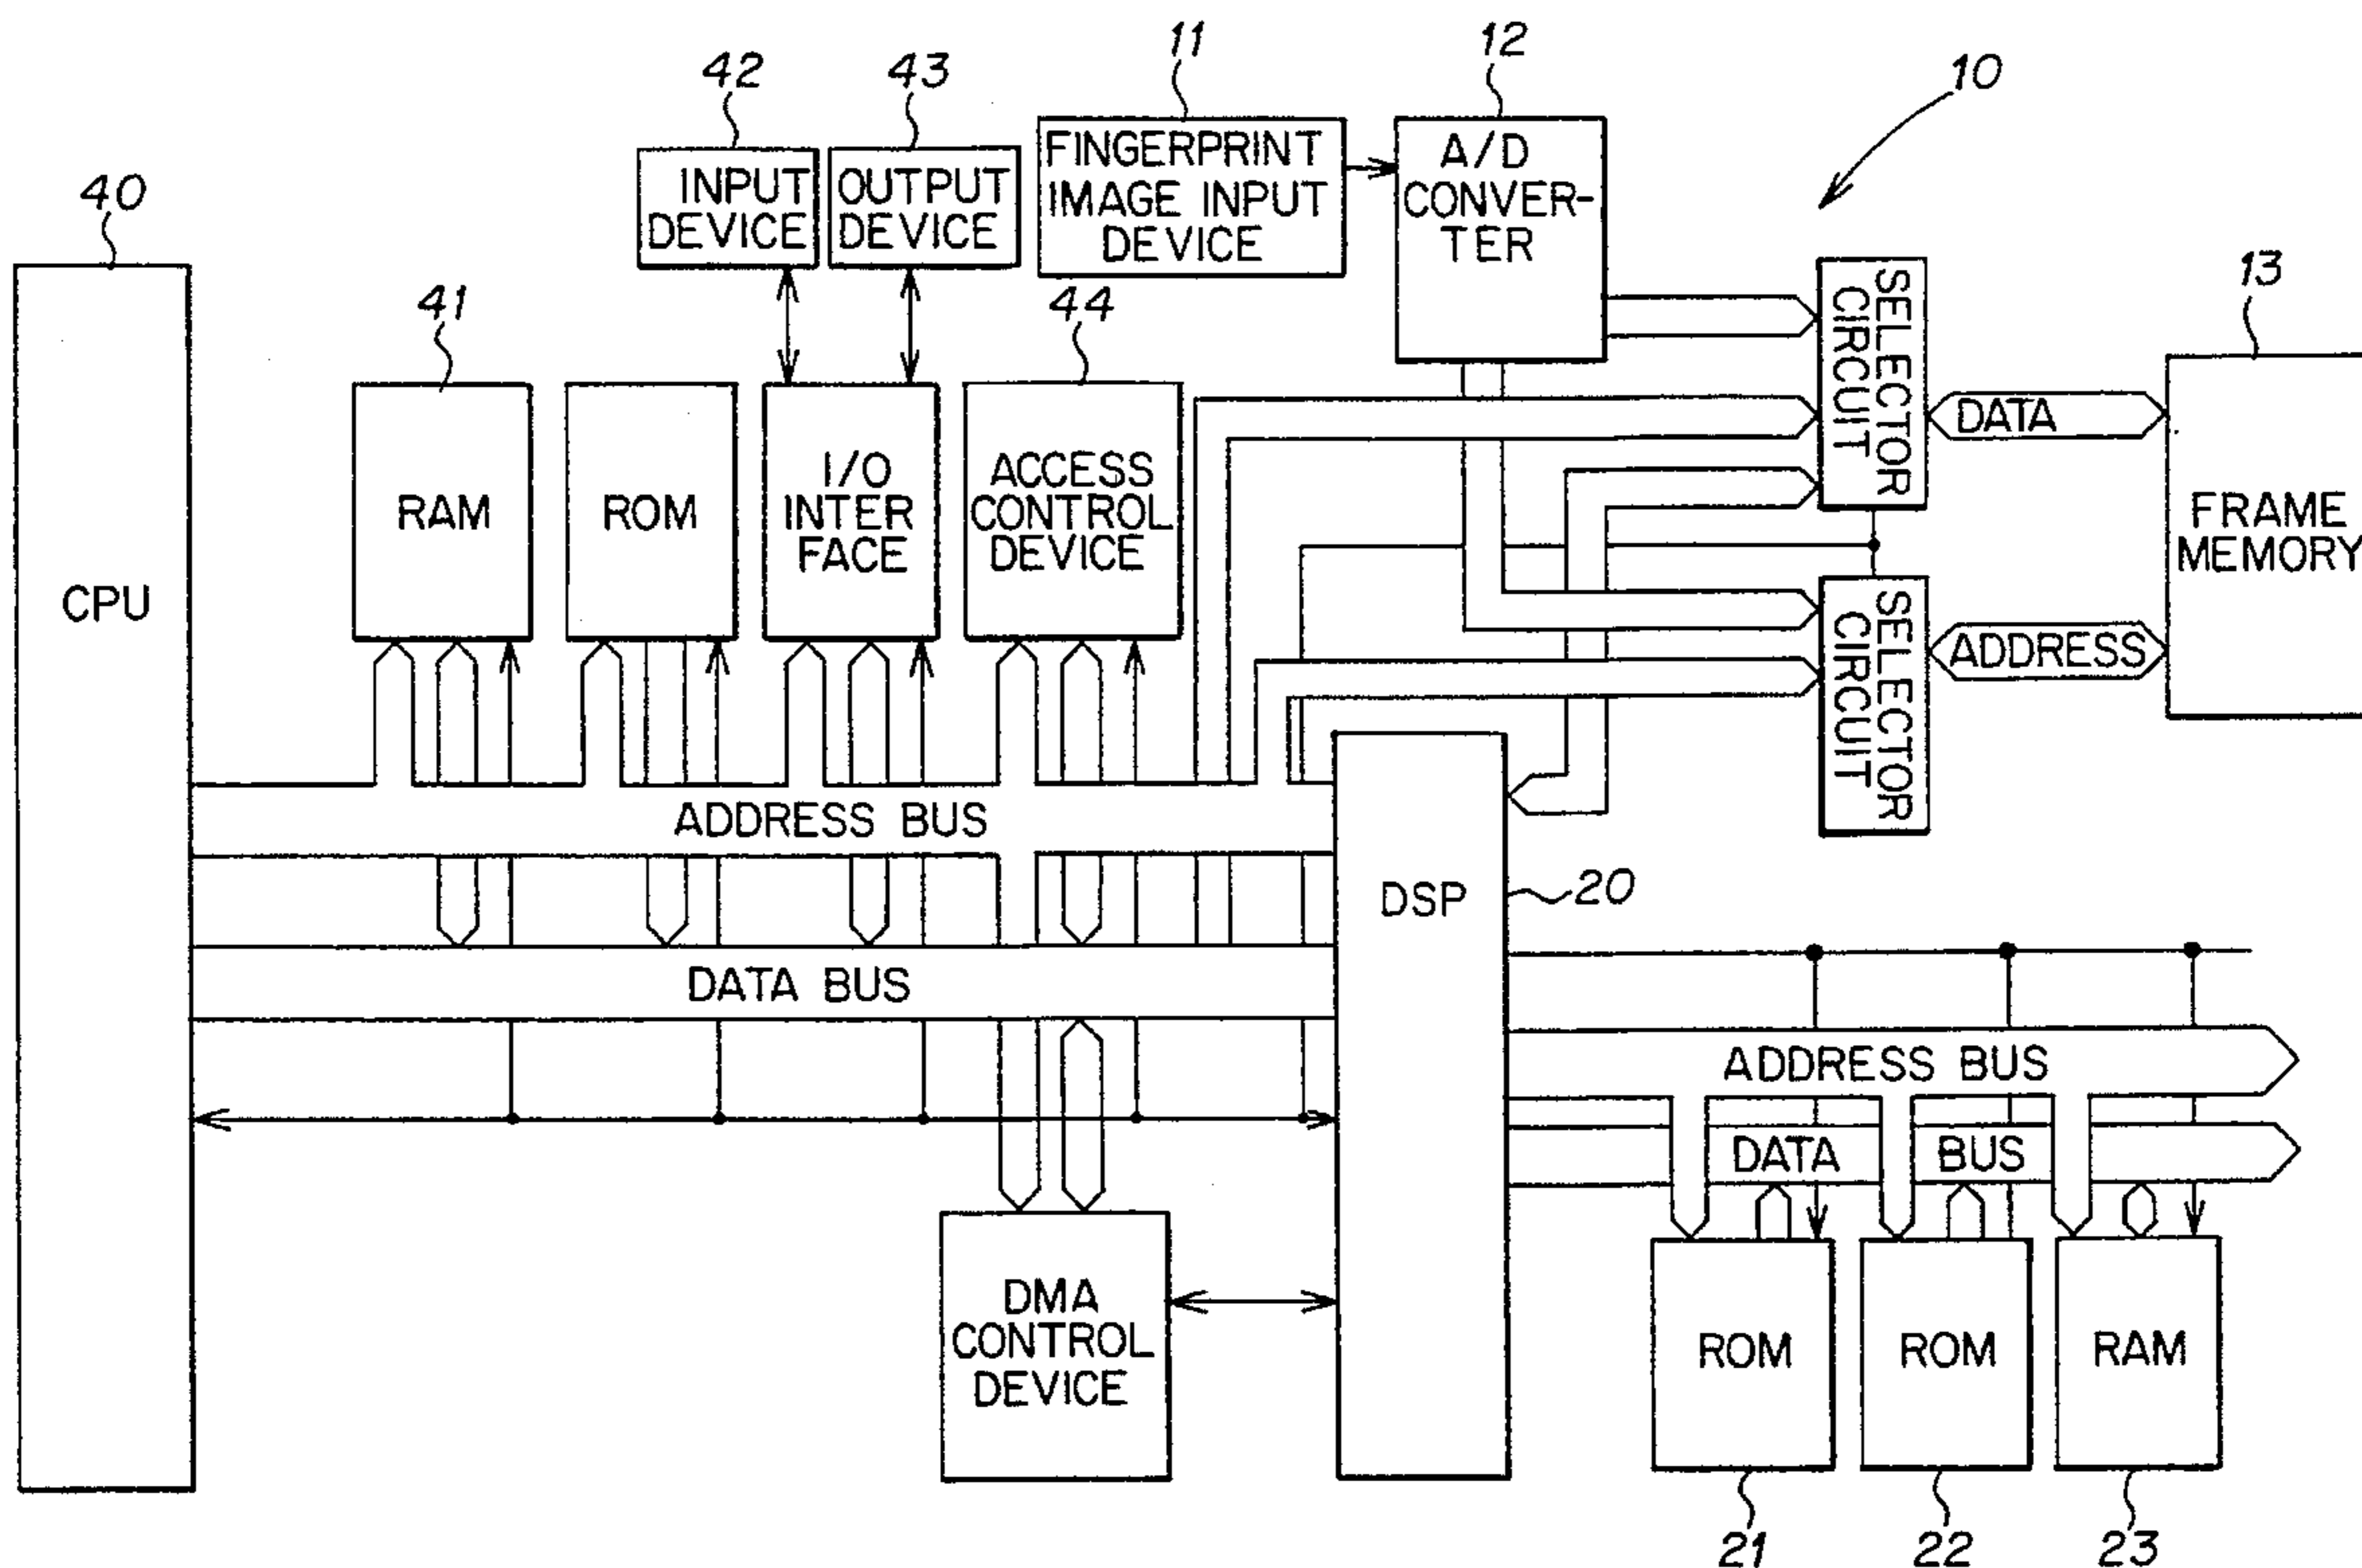 11
12
10
42
43
FINGERPRINT
IMAGE INPUT
DEVICE
A/D
CONVER-
TER
INPUT
DEVICE
OUTPUT
DEVICE
40
41
44
13
SELECTOR
CIRCUIT
DATA
CPU
RAM
ROM
I/O
INTER
FACE
ACCESS
CONTROL
DEVICE
FRAME
MEMORY
SELECTOR
CIRCUIT
ADDRESS
ADDRESS BUS
DSP
20
DATA BUS
ADDRESS BUS
DATA BUS
DMA
CONTROL
DEVICE
ROM
ROM
RAM
21
22
23